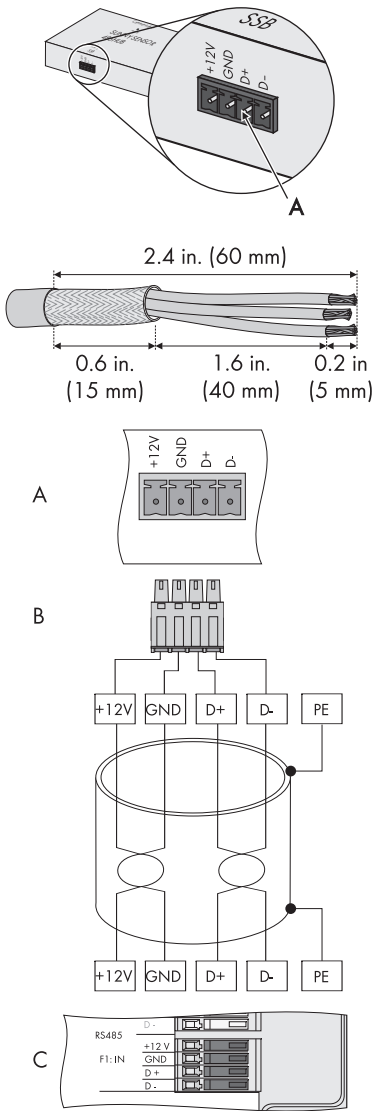 SSB
+12V
GND
D+
D-
A
2.4 in. (60 mm)
0.6 in.
(15 mm)
1.6 in.
(40 mm)
0.2 in
(5 mm)
A
+12V
GND
D+
D-
B
+12V
GND
D+
D-
PE
+12V
GND
D+
D-
PE
C
D -
RS485
F1: IN
+12 V
GND
D +
D -